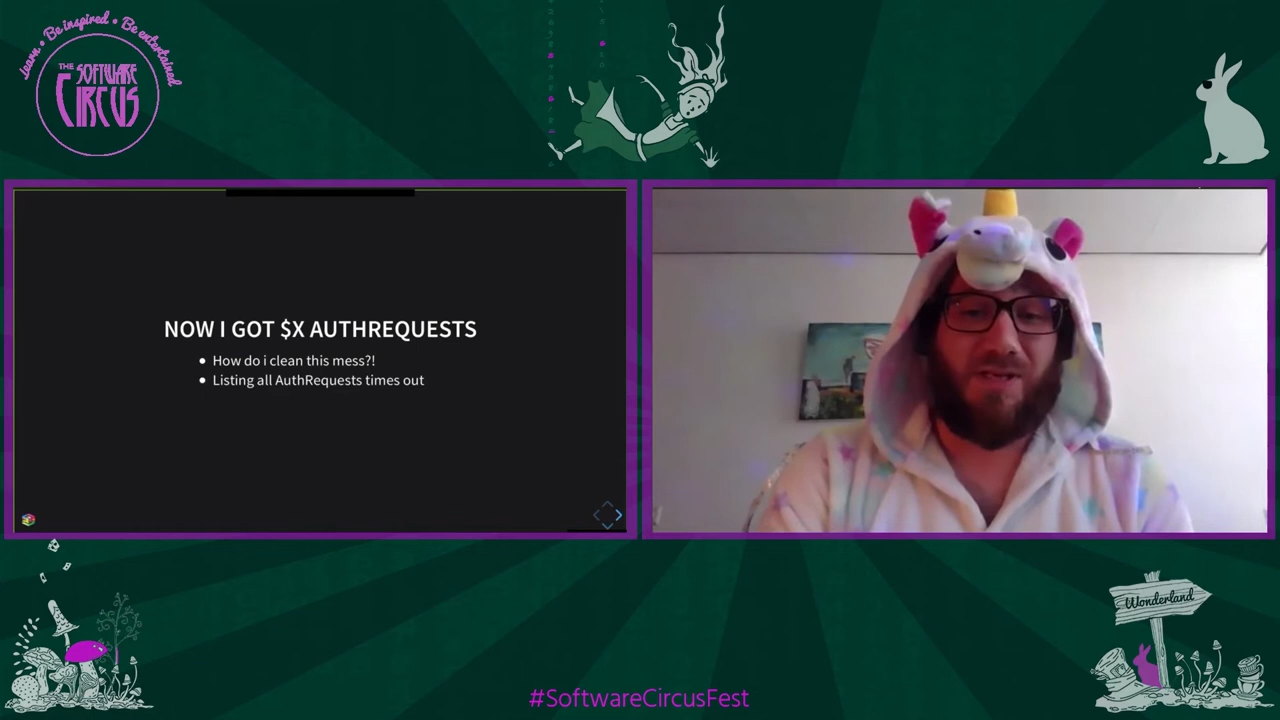 Learn • Be inspired • Be entertained
THE SOFTWARE
CIRCUS
NOW I GOT $X AUTHREQUESTS
• How do i clean this mess?!
• Listing all AuthRequests times out
Wonderland
#SoftwareCircusFest